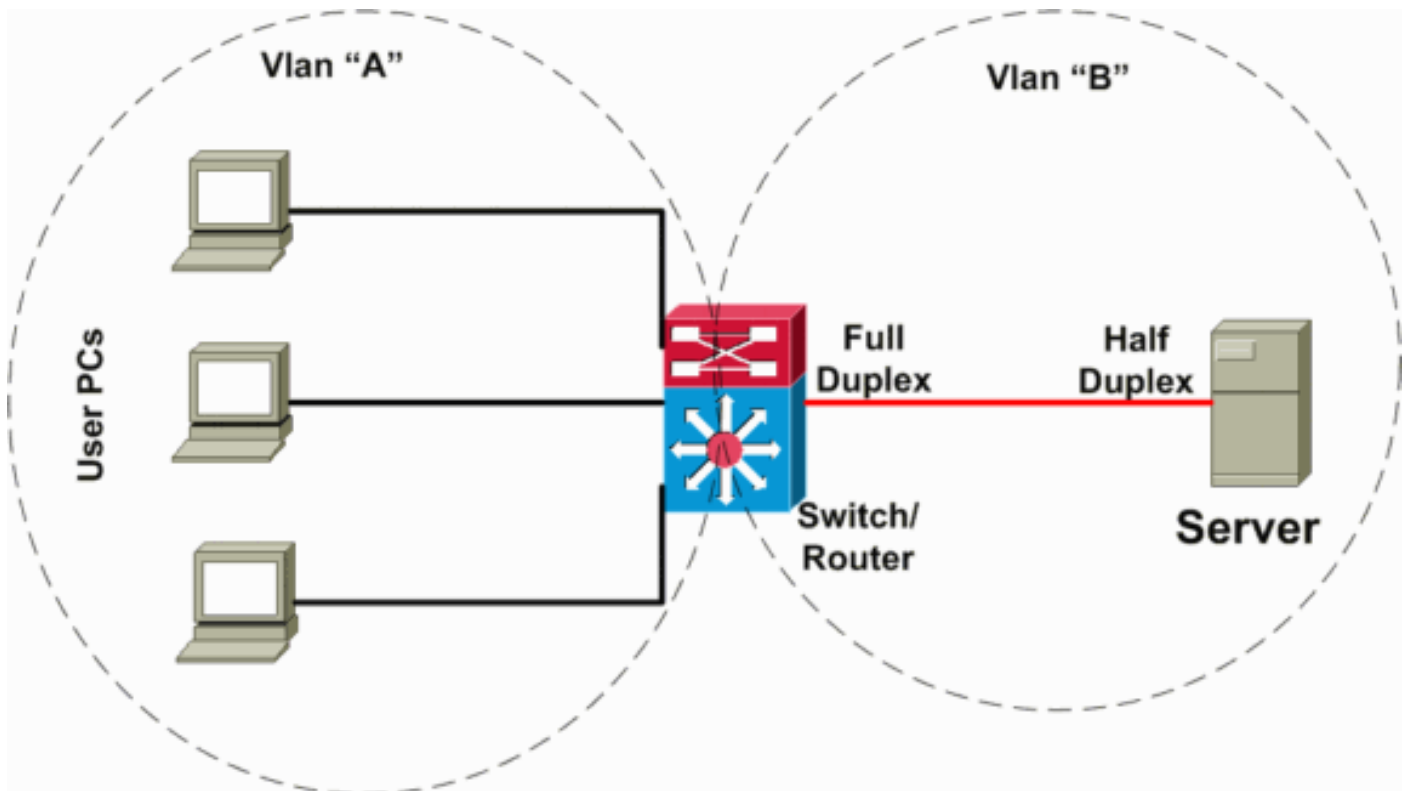 Vlan “A”
Vlan “B”
User PCs
Full
Duplex
Half
Duplex
Switch/
Router
Server